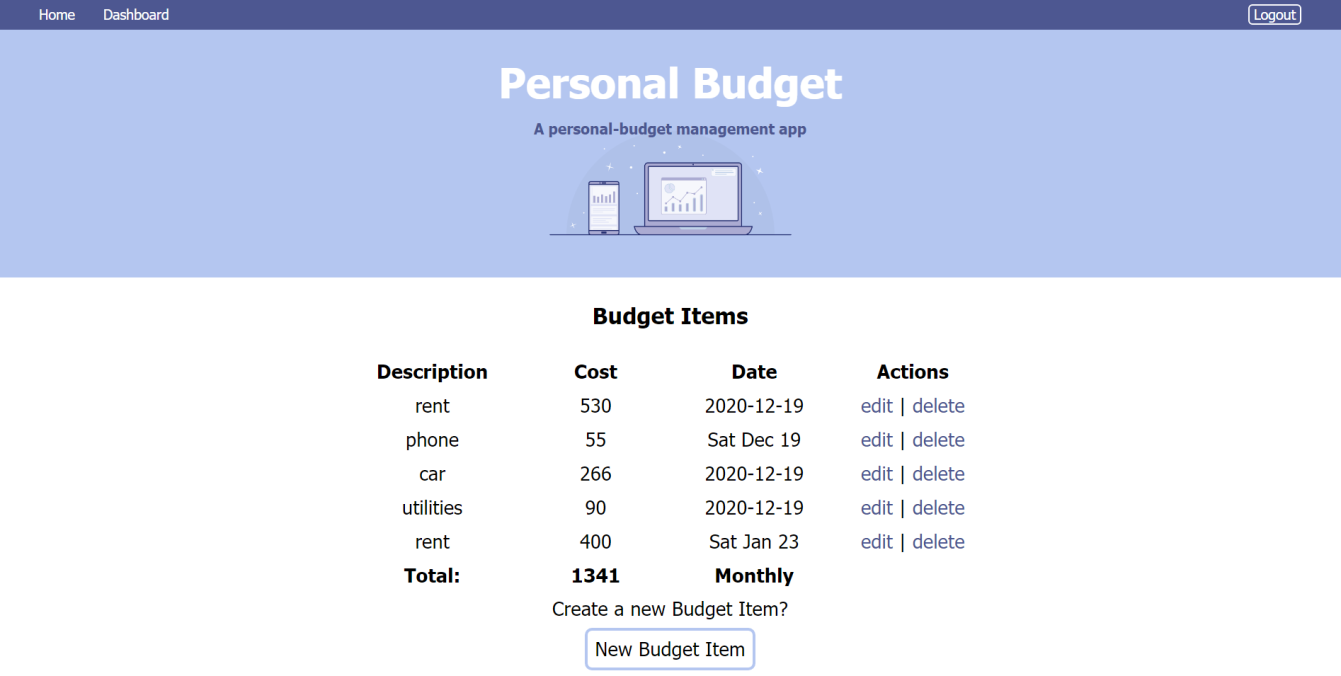 Home Dashboard Logout
Personal Budget
A personal-budget management app
Budget Items
Description Cost Date Actions
rent 530 2020-12-19 edit | delete
phone 55 Sat Dec 19 edit | delete
car 266 2020-12-19 edit | delete
utilities 90 2020-12-19 edit | delete
rent 400 Sat Jan 23 edit | delete
Total: 1341 Monthly
Create a new Budget Item?
New Budget Item